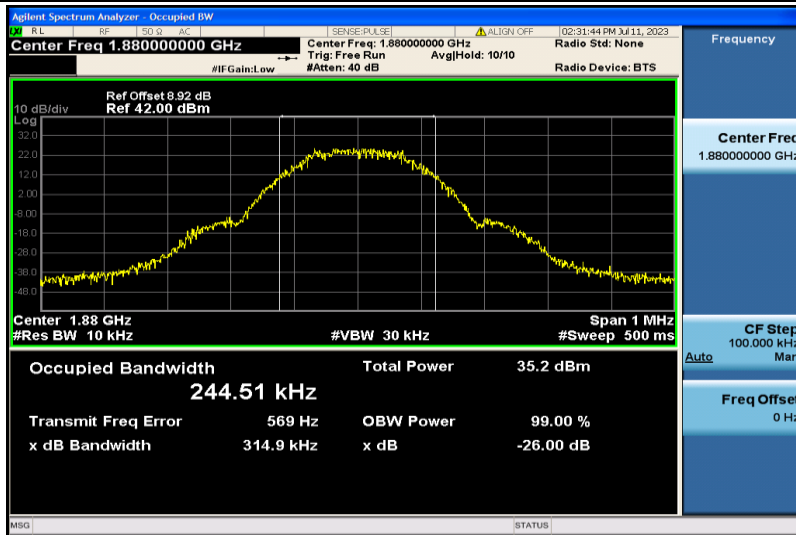 Agilent Spectrum Analyzer - Occupied BW
LXI RL RF 50 Ω AC SENSE:PULSE ALIGN OFF 02:31:44 PM Jul 11, 2023
Center Freq 1.880000000 GHz Center Freq: 1.880000000 GHz Radio Std: None
Trig: Free Run Avg|Hold: 10/10
#IFGain:Low #Atten: 40 dB Radio Device: BTS
Ref Offset 8.92 dB
10 dB/div Ref 42.00 dBm
Log
32.0
22.0
12.0
2.00
-8.00
-18.0
-28.0
-38.0
-48.0
Center 1.88 GHz Span 1 MHz
#Res BW 10 kHz #VBW 30 kHz #Sweep 500 ms
Occupied Bandwidth Total Power 35.2 dBm
244.51 kHz
Transmit Freq Error 569 Hz OBW Power 99.00 %
x dB Bandwidth 314.9 kHz x dB -26.00 dB
MSG STATUS
Frequency
Center Freq
1.880000000 GHz
CF Step
100.000 kHz
Auto Man
Freq Offset
0 Hz